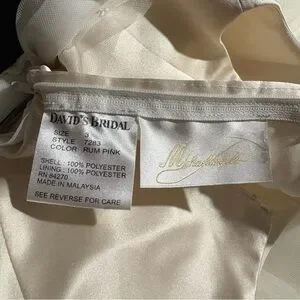 DAVID'S BRIDAL
SIZE 3
STYLE 7283
COLOR: RUM PINK
SHELL: 100% POLYESTER
LINING: 100% POLYESTER
RN 84270
MADE IN MALAYSIA
SEE REVERSE FOR CARE